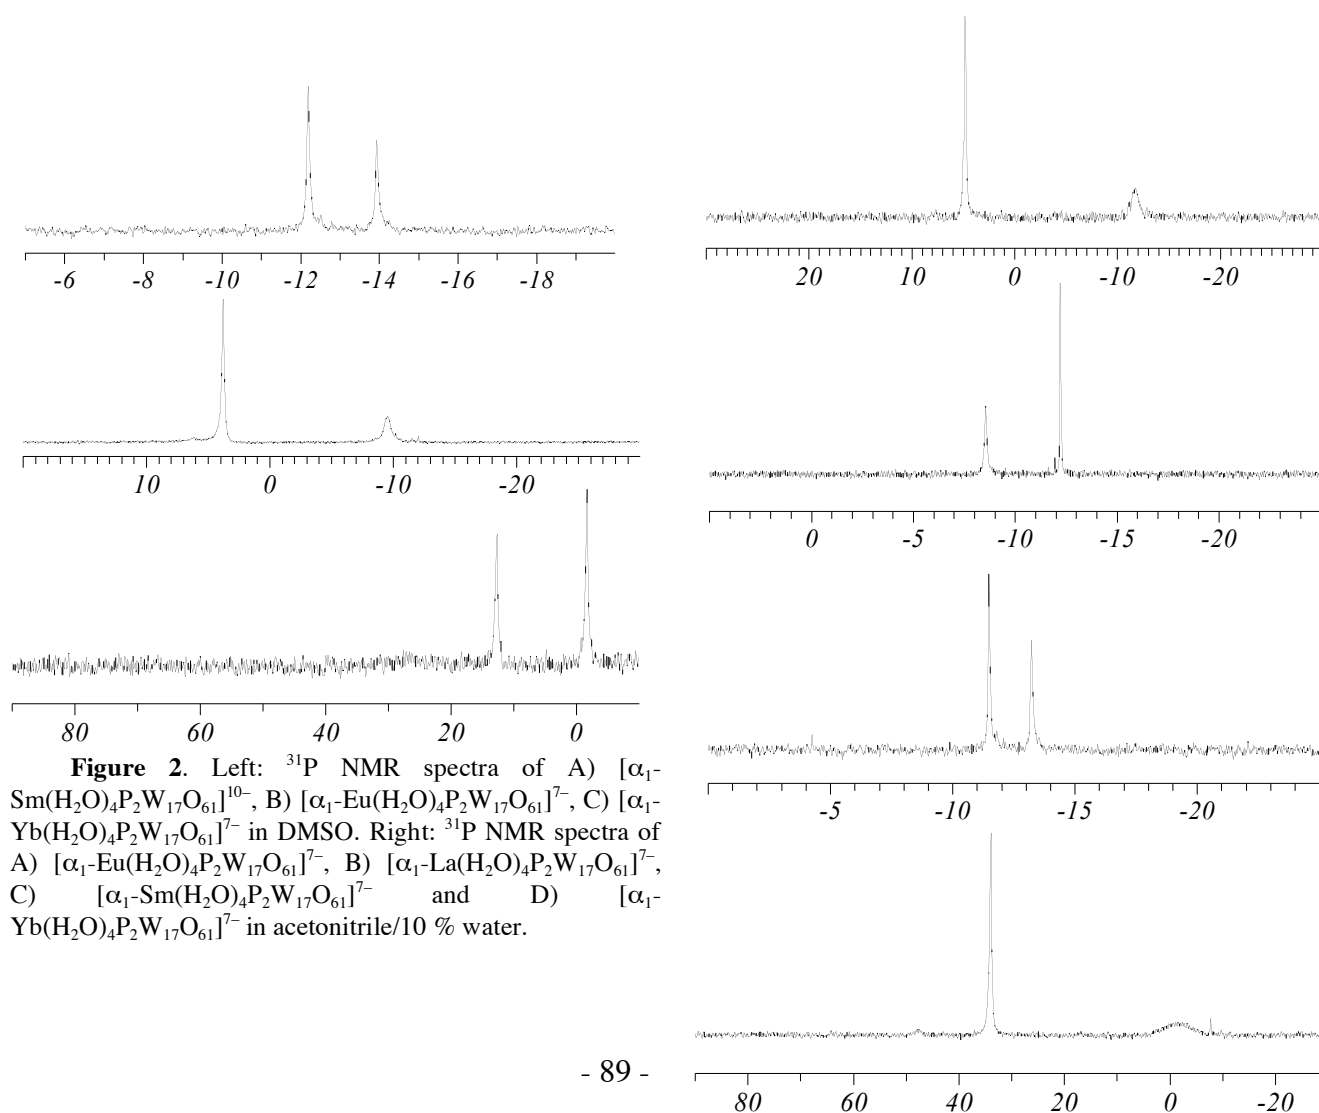 -6 -8 -10 -12 -14 -16 -18
10 0 -10 -20
80 60 40 20 0
Figure 2. Left: ³¹P NMR spectra of A) [α₁-
Sm(H₂O)₄P₂W₁₇O₆₁]¹⁰⁻, B) [α₁-Eu(H₂O)₄P₂W₁₇O₆₁]⁷⁻, C) [α₁-
Yb(H₂O)₄P₂W₁₇O₆₁]⁷⁻ in DMSO. Right: ³¹P NMR spectra of
A) [α₁-Eu(H₂O)₄P₂W₁₇O₆₁]⁷⁻, B) [α₁-La(H₂O)₄P₂W₁₇O₆₁]⁷⁻,
C) [α₁-Sm(H₂O)₄P₂W₁₇O₆₁]⁷⁻ and D) [α₁-
Yb(H₂O)₄P₂W₁₇O₆₁]⁷⁻ in acetonitrile/10 % water.
20 10 0 -10 -20
0 -5 -10 -15 -20
-5 -10 -15 -20
80 60 40 20 0 -20
- 89 -